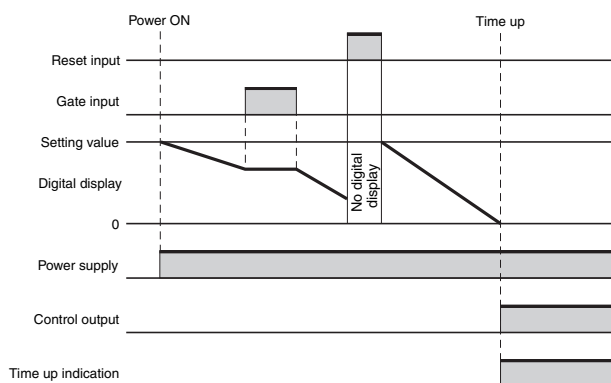 Power ON
Time up
Reset input
Gate input
Setting value
Digital display
No digital
display
0
Power supply
Control output
Time up indication